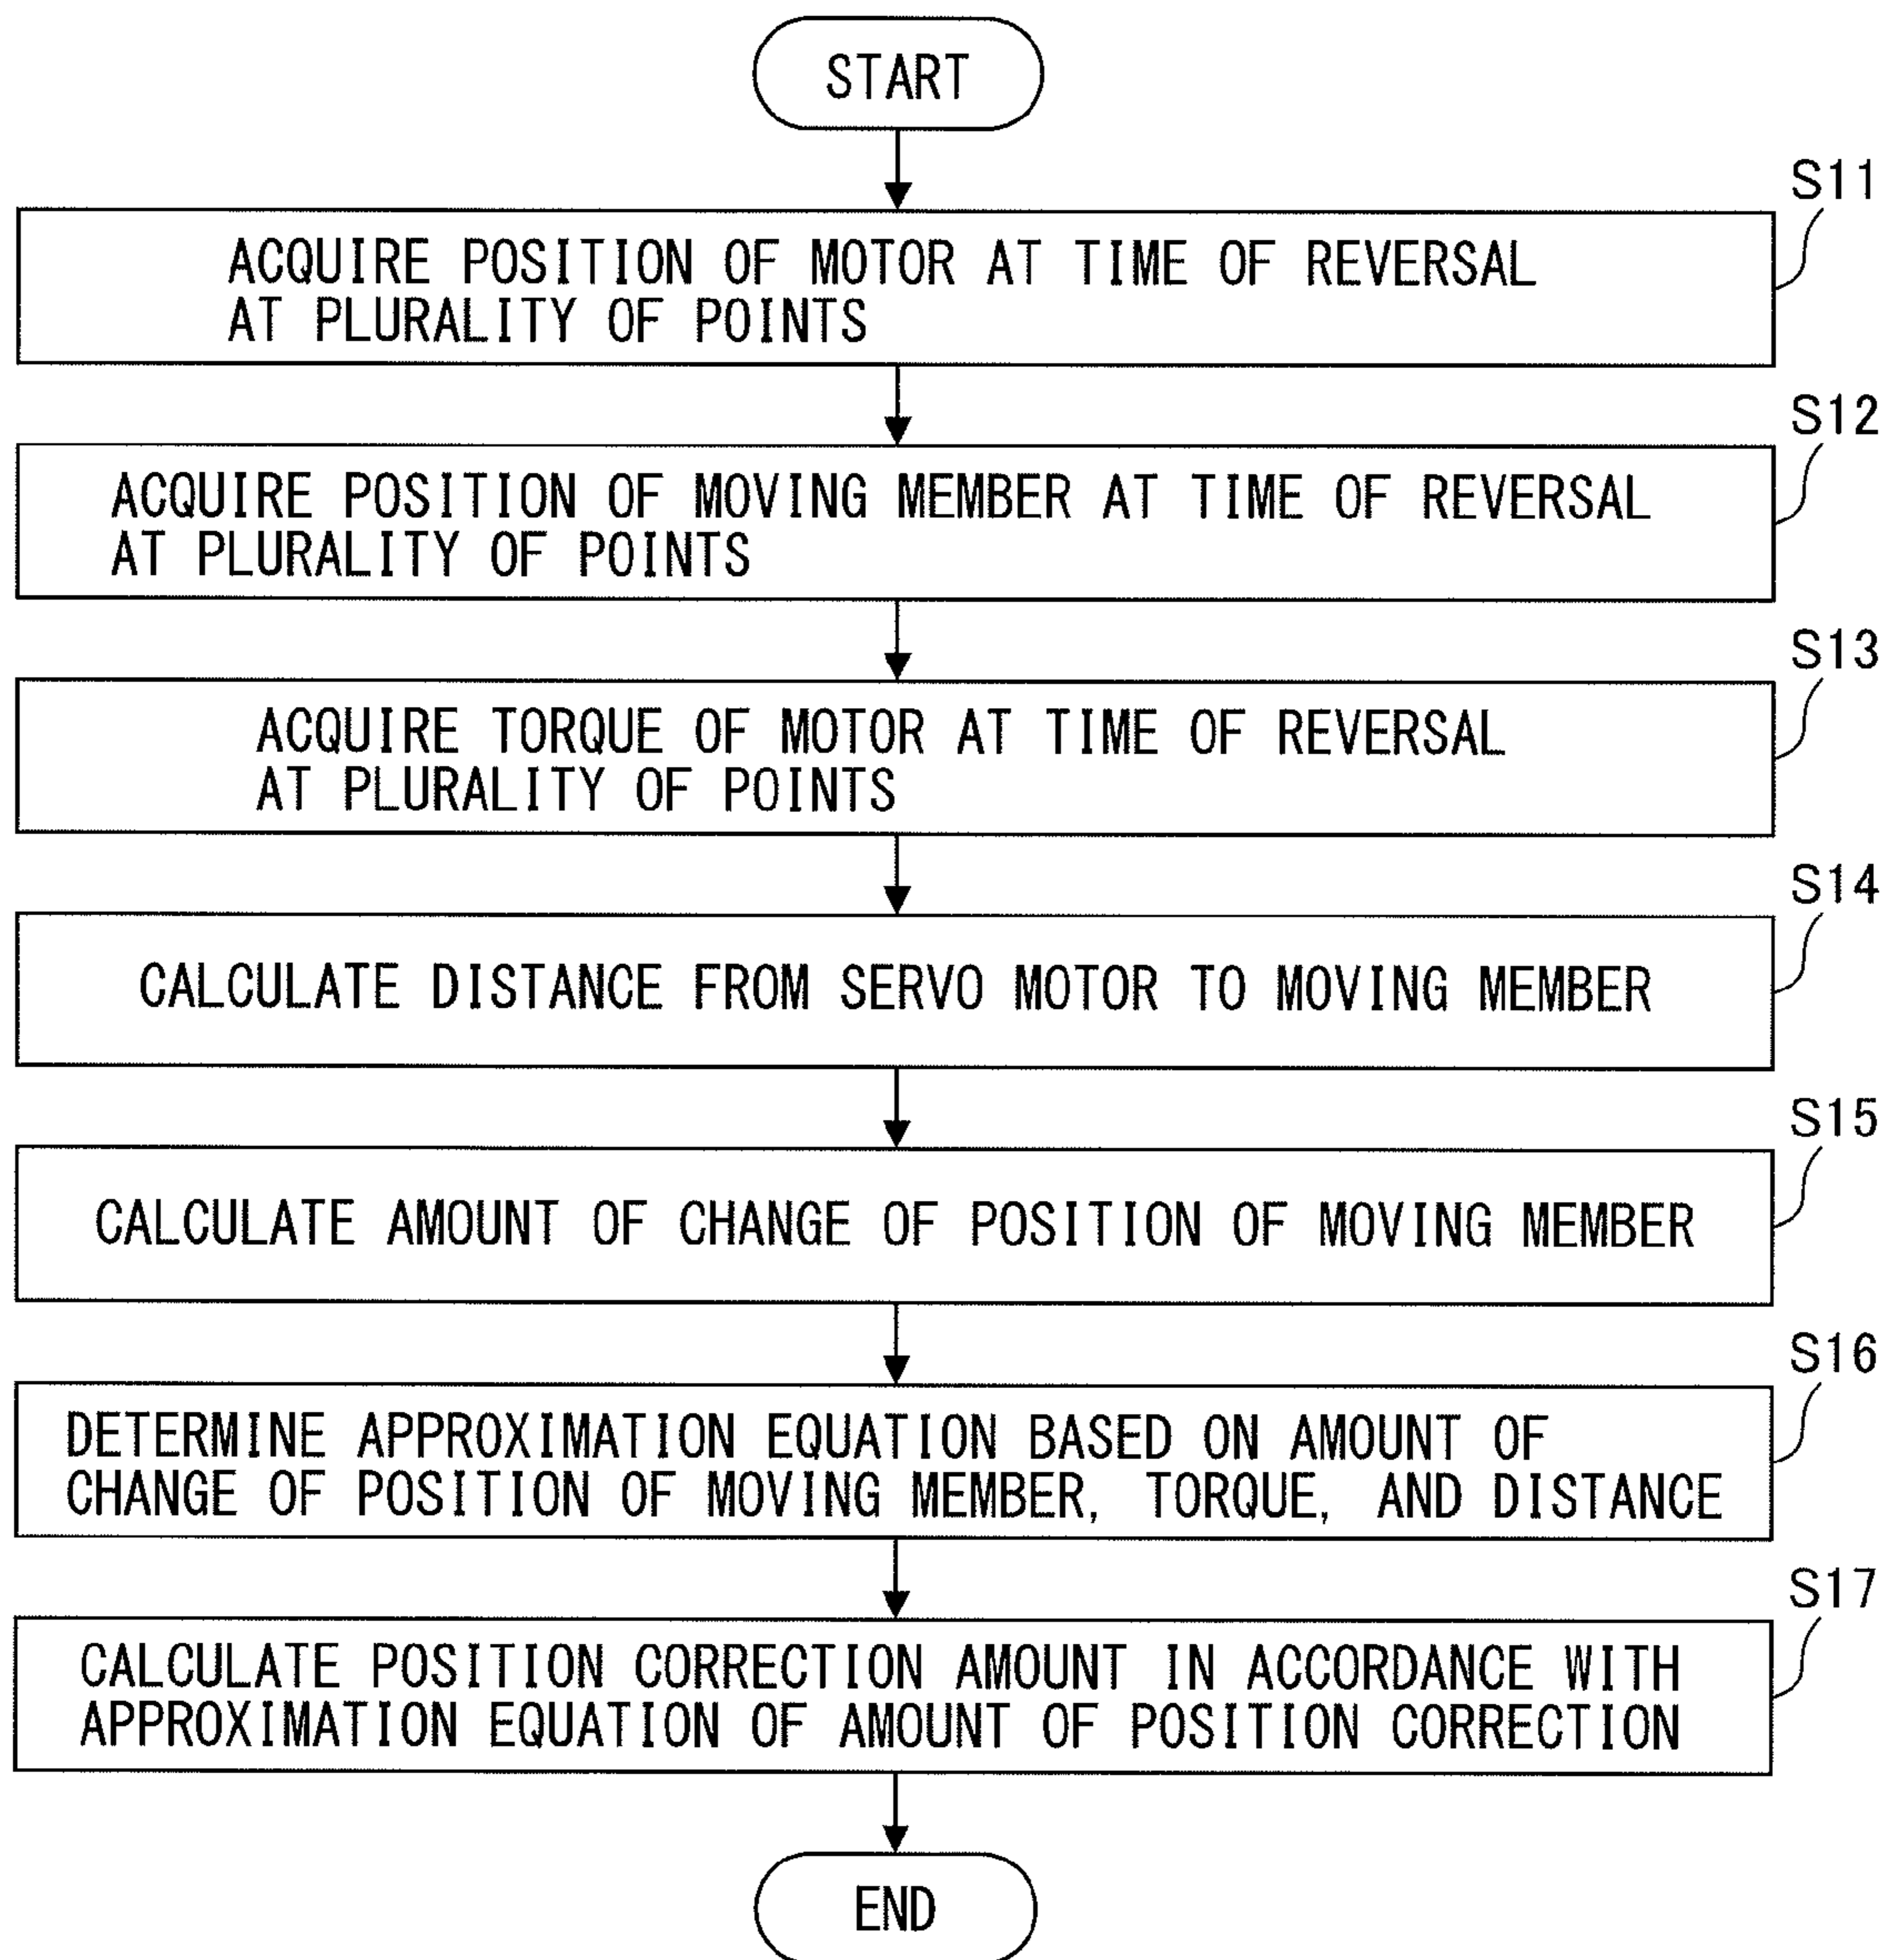 START
S11
ACQUIRE POSITION OF MOTOR AT TIME OF REVERSAL
AT PLURALITY OF POINTS
S12
ACQUIRE POSITION OF MOVING MEMBER AT TIME OF REVERSAL
AT PLURALITY OF POINTS
S13
ACQUIRE TORQUE OF MOTOR AT TIME OF REVERSAL
AT PLURALITY OF POINTS
S14
CALCULATE DISTANCE FROM SERVO MOTOR TO MOVING MEMBER
S15
CALCULATE AMOUNT OF CHANGE OF POSITION OF MOVING MEMBER
S16
DETERMINE APPROXIMATION EQUATION BASED ON AMOUNT OF
CHANGE OF POSITION OF MOVING MEMBER, TORQUE, AND DISTANCE
S17
CALCULATE POSITION CORRECTION AMOUNT IN ACCORDANCE WITH
APPROXIMATION EQUATION OF AMOUNT OF POSITION CORRECTION
END